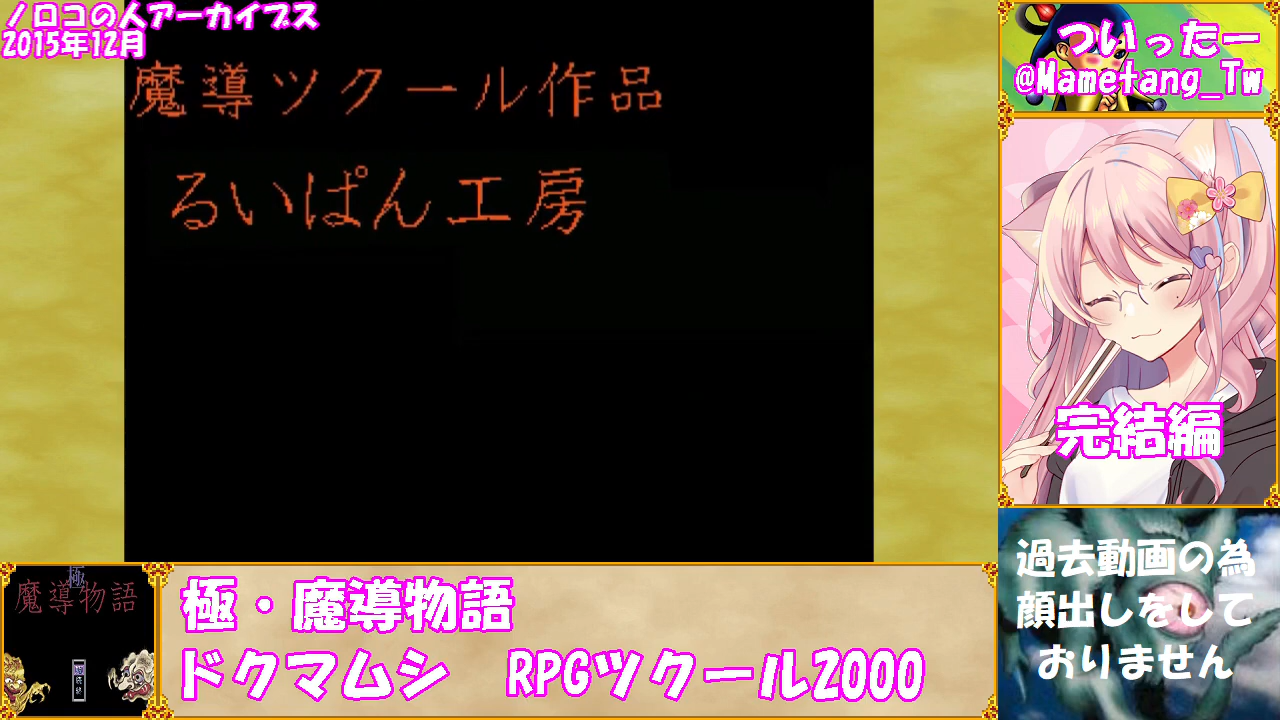 ノロコの人アーカイブス
2015年12月
魔導ツクール作品
るいぱん工房
ついったー
@Mametang_Tw
完結編
過去動画の為
顔出しをして
おりません
極
魔導物語
極・魔導物語
ドクマムシ RPGツクール2000